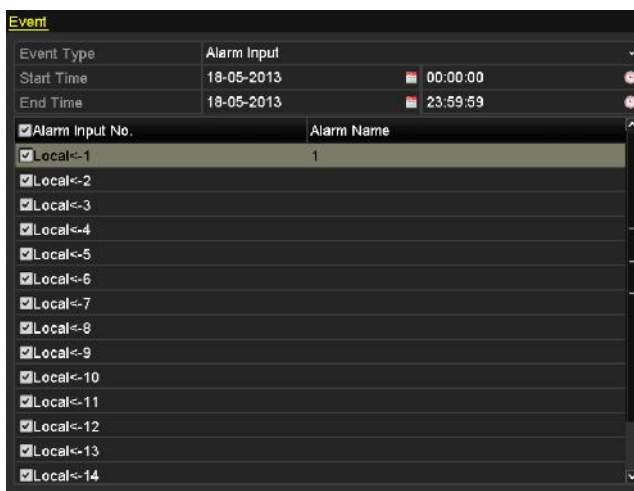 Event
Event Type Alarm Input
Start Time 18-05-2013 00:00:00
End Time 18-05-2013 23:59:59
Alarm Input No. Alarm Name
Local<-1 1
Local<-2
Local<-3
Local<-4
Local<-5
Local<-6
Local<-7
Local<-8
Local<-9
Local<-10
Local<-11
Local<-12
Local<-13
Local<-14